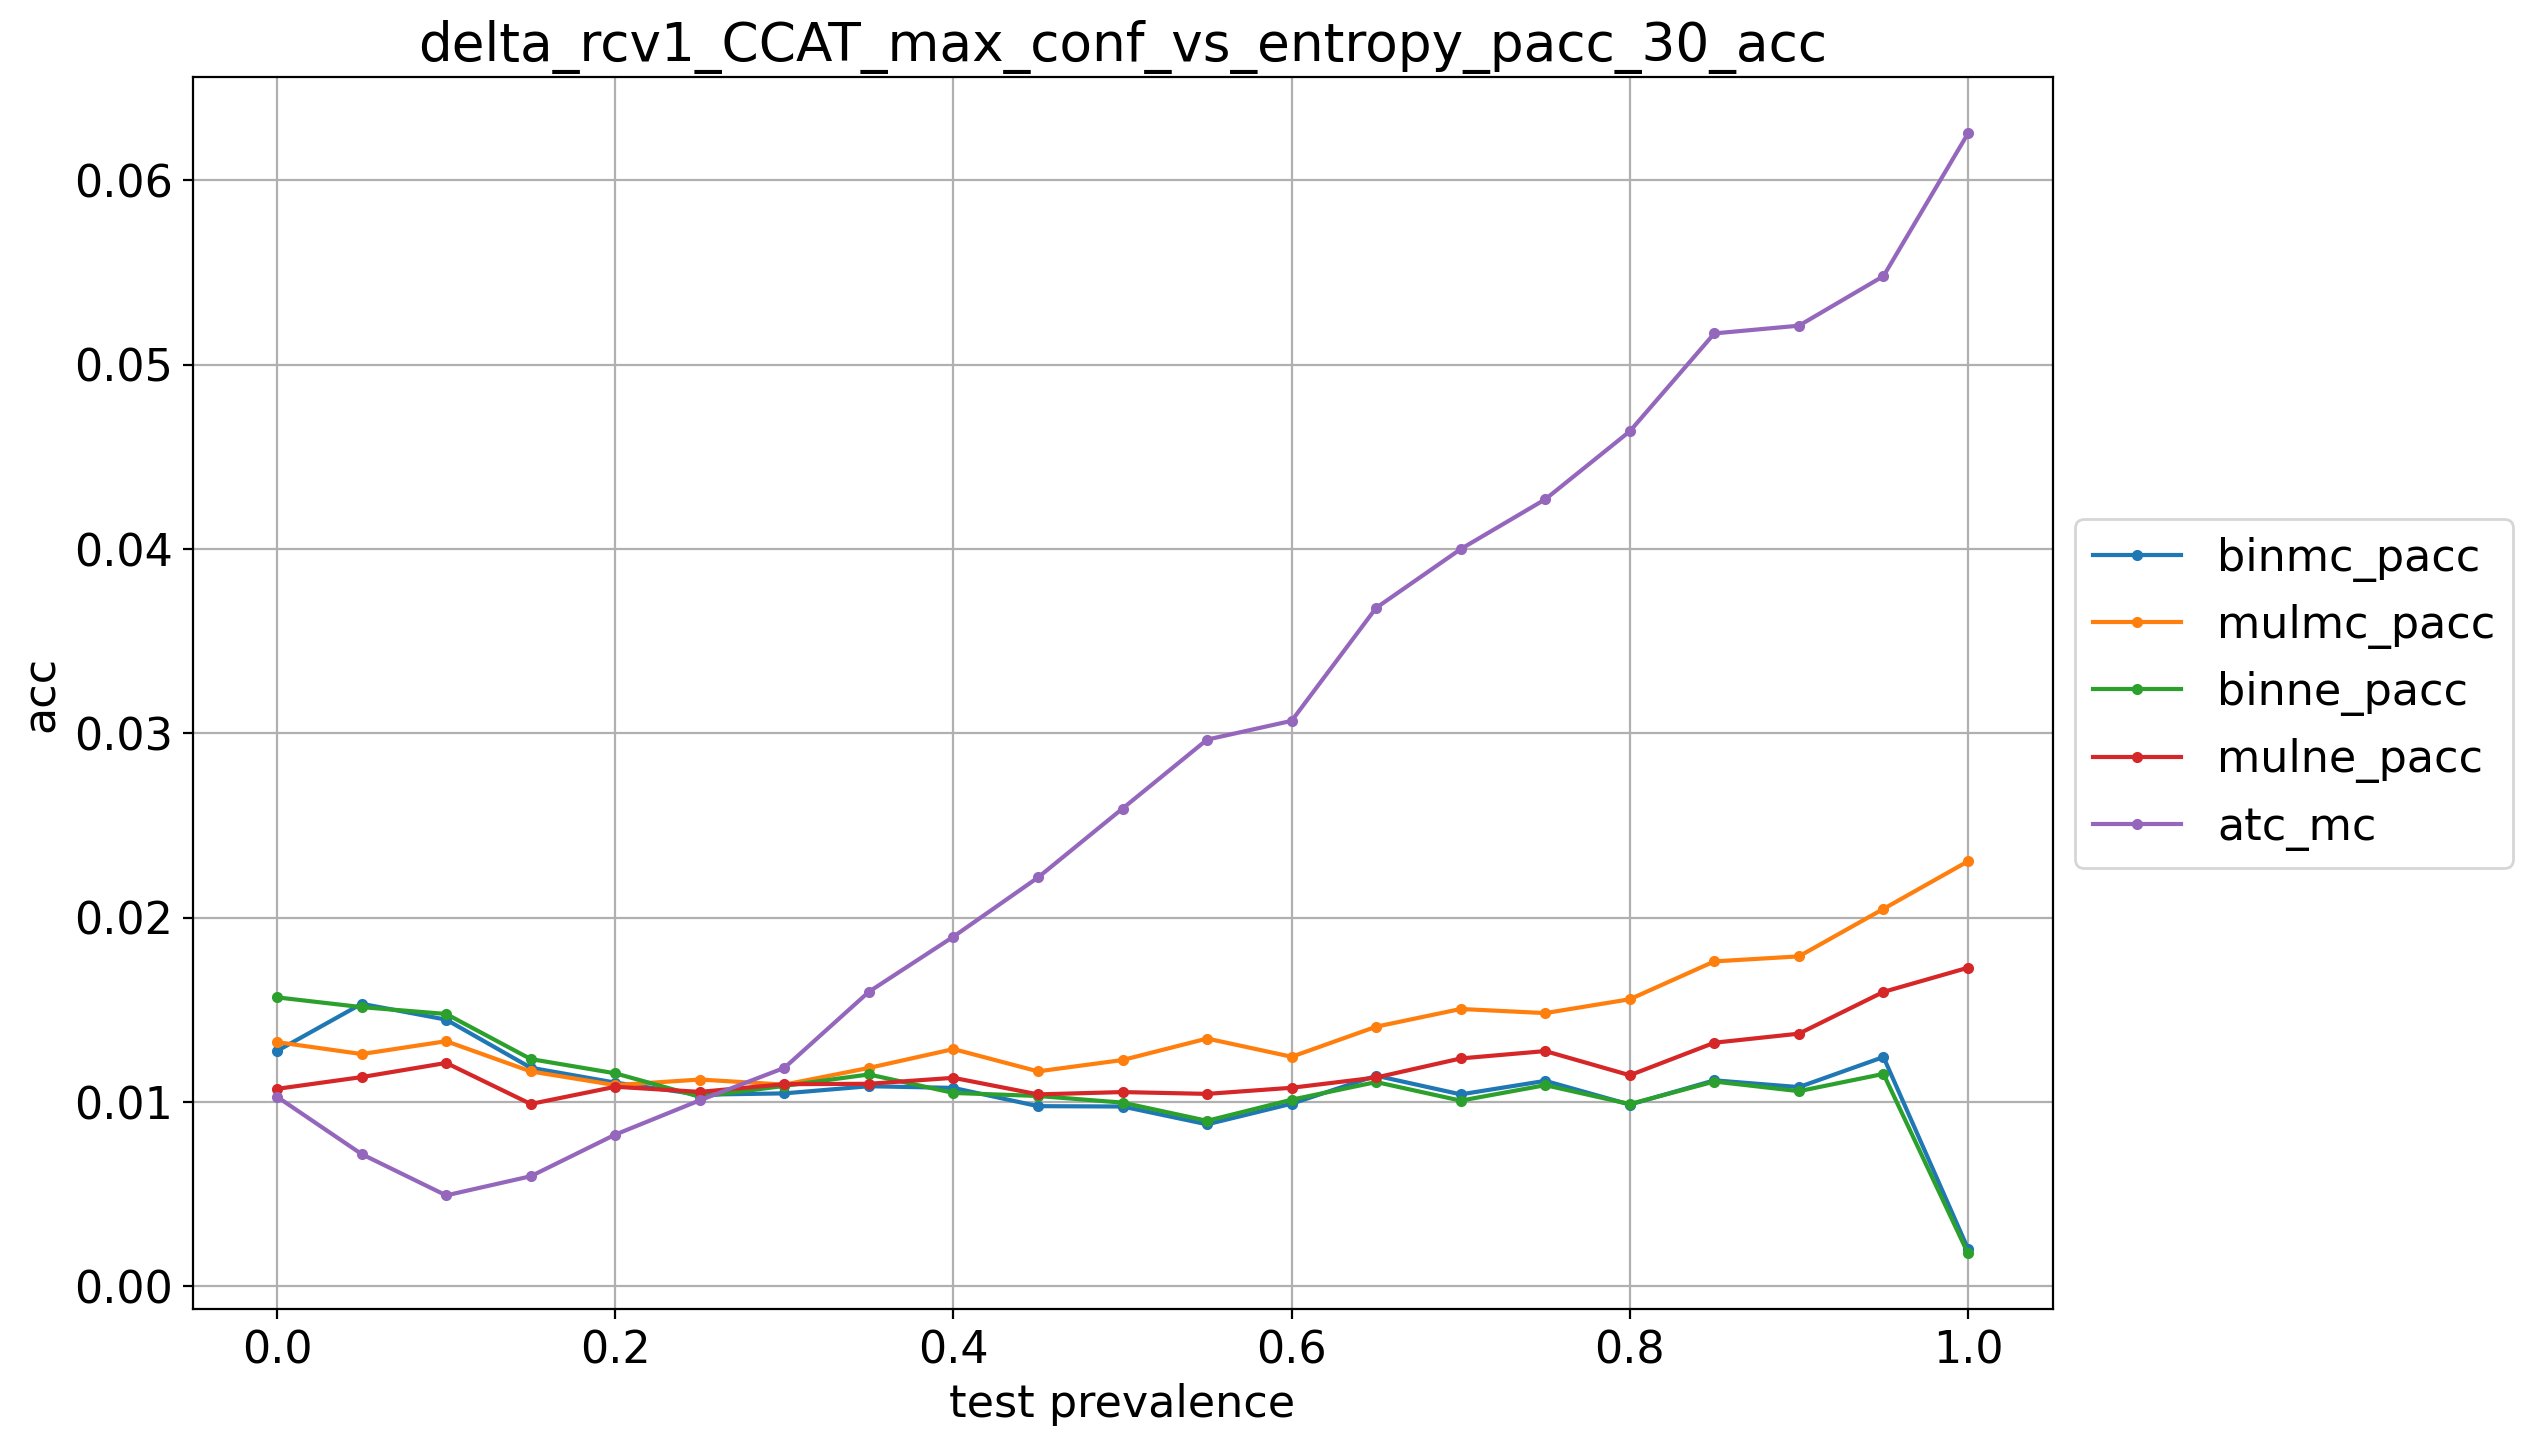 delta_rcv1_CCAT_max_conf_vs_entropy_pacc_30_acc
0.06
0.05
0.04
0.03
0.02
0.01
0.00
acc
0.0 0.2 0.4 0.6 0.8 1.0
test prevalence
binmc_pacc
mulmc_pacc
binne_pacc
mulne_pacc
atc_mc